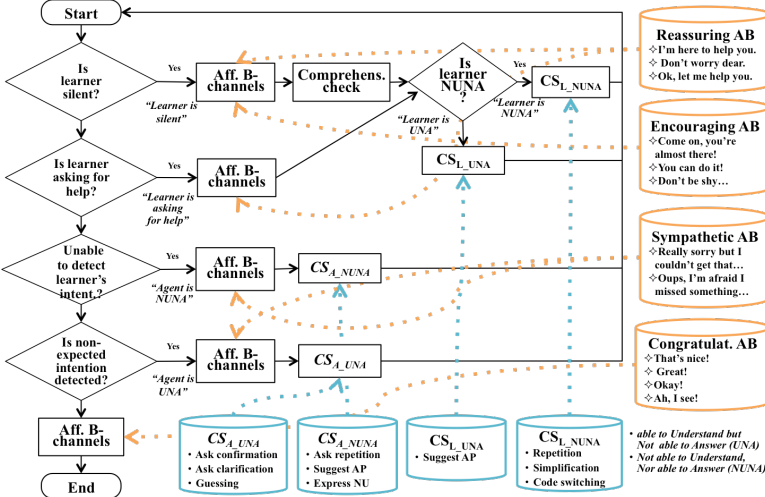 Start
Is
learner
silent?
Yes
“Learner is
silent”
Aff. B-
channels
Comprehens.
check
Is
learner
NUNA
?
Yes
“Learner is
NUNA”
CSL_NUNA
“Learner is
UNA”
CSL_UNA
Is learner
asking for
help?
Yes
“Learner is
asking
for help”
Aff. B-
channels
Unable
to detect
learner’s
intent.?
Yes
“Agent is
NUNA”
Aff. B-
channels
CSA_NUNA
Is non-
expected
intention
detected?
Yes
“Agent is
UNA”
Aff. B-
channels
CSA_UNA
Aff. B-
channels
End
Reassuring AB
✧I’m here to help you.
✧ Don’t worry dear.
✧Ok, let me help you.
Encouraging AB
✧Come on, you’re
almost there!
✧You can do it!
✧Don’t be shy…
Sympathetic AB
✧Really sorry but I
couldn’t get that…
✧Oups, I’m afraid I
missed something…
Congratulat. AB
✧That’s nice!
✧ Great!
✧Okay!
✧Ah, I see!
CSA_UNA
• Ask confirmation
• Ask clarification
• Guessing
CSA_NUNA
• Ask repetition
• Suggest AP
• Express NU
CSL_UNA
• Suggest AP
CSL_NUNA
• Repetition
• Simplification
• Code switching
• able to Understand but
Not able to Answer (UNA)
• Not able to Understand,
Nor able to Answer (NUNA)